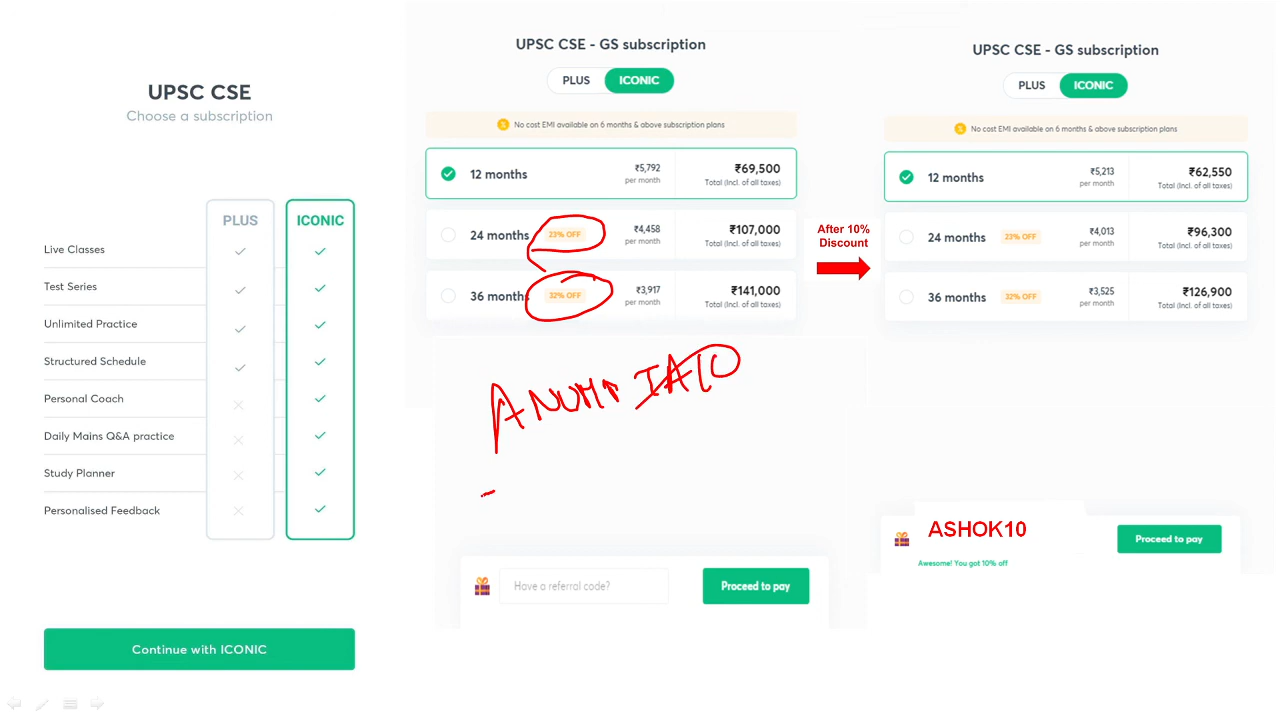 UPSC CSE
Choose a subscription
PLUS ICONIC
Live Classes
Test Series
Unlimited Practice
Structured Schedule
Personal Coach
Daily Mains Q&A practice
Study Planner
Personalised Feedback
Continue with ICONIC
UPSC CSE - GS subscription
PLUS ICONIC
No cost EMI available on 6 months & above subscription plans
12 months ₹5,792 per month ₹69,500 Total (Incl. of all taxes)
24 months 23% OFF ₹4,458 per month ₹107,000 Total (Incl. of all taxes)
36 months 32% OFF ₹3,917 per month ₹141,000 Total (Incl. of all taxes)
Have a referral code? Proceed to pay
After 10%
Discount
UPSC CSE - GS subscription
PLUS ICONIC
No cost EMI available on 6 months & above subscription plans
12 months ₹5,213 per month ₹62,550 Total (Incl. of all taxes)
24 months 23% OFF ₹4,013 per month ₹96,300 Total (Incl. of all taxes)
36 months 32% OFF ₹3,525 per month ₹126,900 Total (Incl. of all taxes)
ASHOK10 Proceed to pay
Awesome! You got 10% off